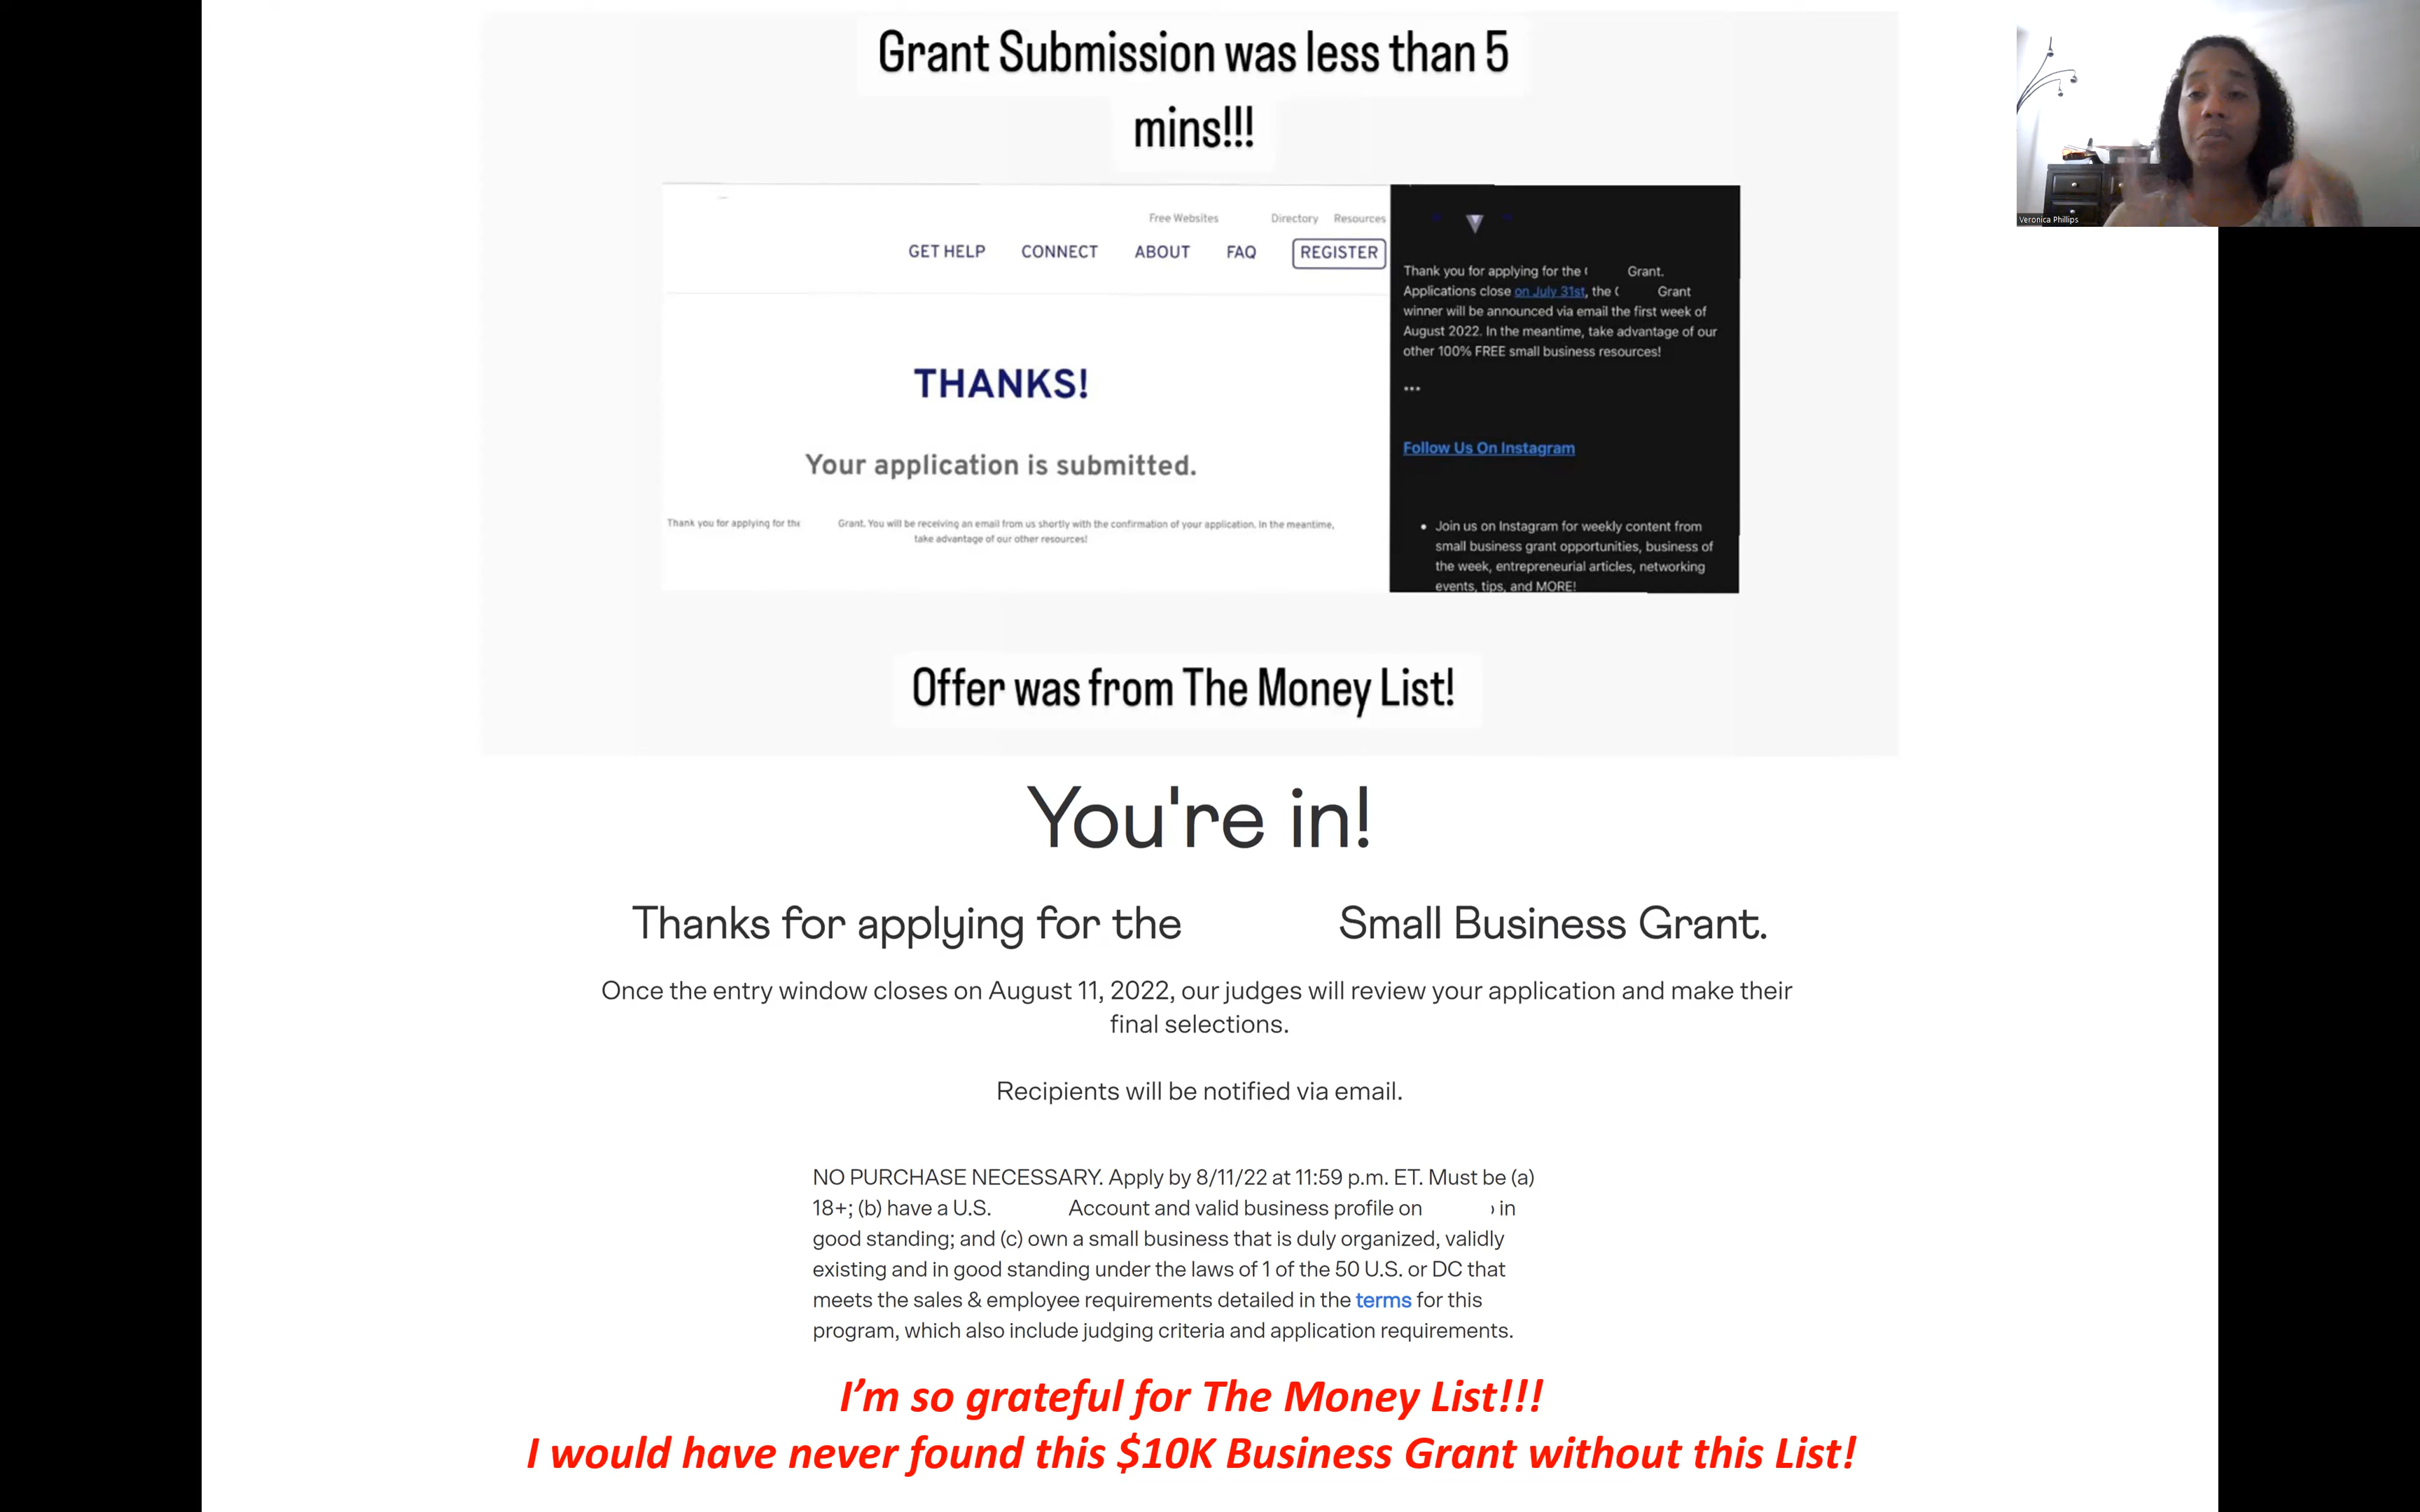 Grant Submission was less than 5
mins!!!
Free Websites Directory Resources
GET HELP CONNECT ABOUT FAQ REGISTER
THANKS!
Your application is submitted.
Thank you for applying for the Grant. You will be receiving an email from us shortly with the confirmation of your application. In the meantime,
take advantage of our other resources!
Thank you for applying for the Grant.
Applications close on July 31st, the Grant
winner will be announced via email the first week of
August 2022. In the meantime, take advantage of our
other 100% FREE small business resources!
***
Follow Us On Instagram
• Join us on Instagram for weekly content from
small business grant opportunities, business of
the week, entrepreneurial articles, networking
events, tips, and MORE!
Offer was from The Money List!
Veronica Phillips
You're in!
Thanks for applying for the Small Business Grant.
Once the entry window closes on August 11, 2022, our judges will review your application and make their
final selections.
Recipients will be notified via email.
NO PURCHASE NECESSARY. Apply by 8/11/22 at 11:59 p.m. ET. Must be (a)
18+; (b) have a U.S. Account and valid business profile on in
good standing; and (c) own a small business that is duly organized, validly
existing and in good standing under the laws of 1 of the 50 U.S. or DC that
meets the sales & employee requirements detailed in the terms for this
program, which also include judging criteria and application requirements.
I'm so grateful for The Money List!!!
I would have never found this $10K Business Grant without this List!